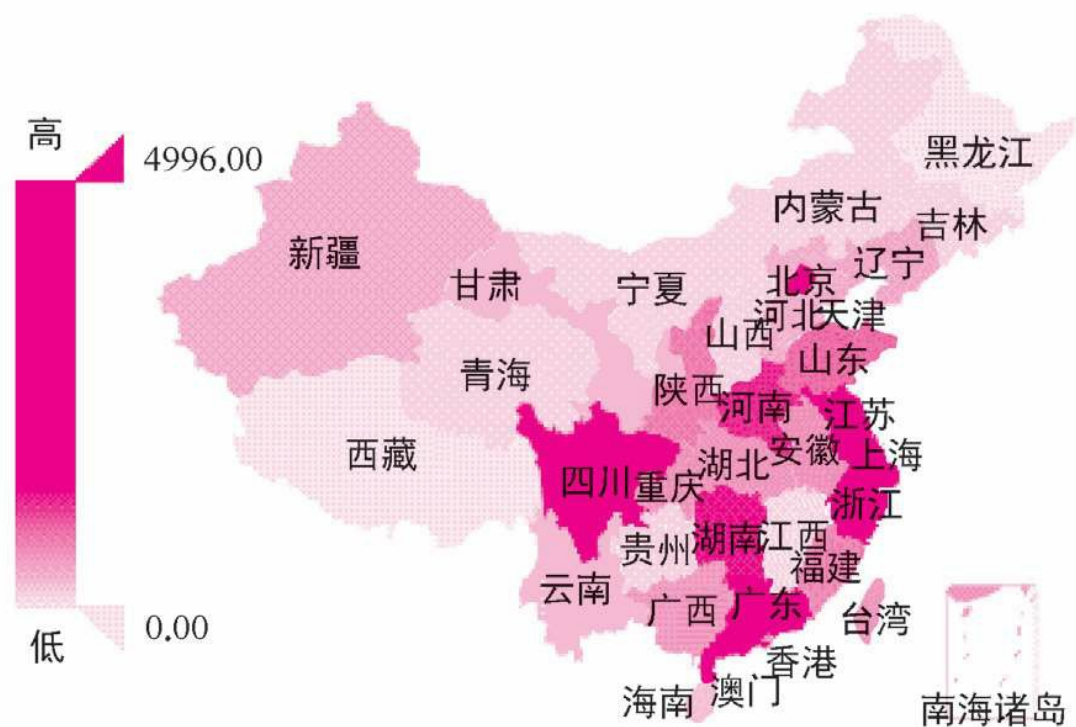 高
4996.00
黑龙江
内蒙古
吉林
新疆
辽宁
甘肃
宁夏
北京
河北
天津
山西
山东
青海
陕西
河南
江苏
西藏
湖北
安徽
上海
四川
重庆
浙江
贵州
湖南
江西
福建
云南
广西
广东
台湾
0.00
低
香港
海南
澳门
南海诸岛